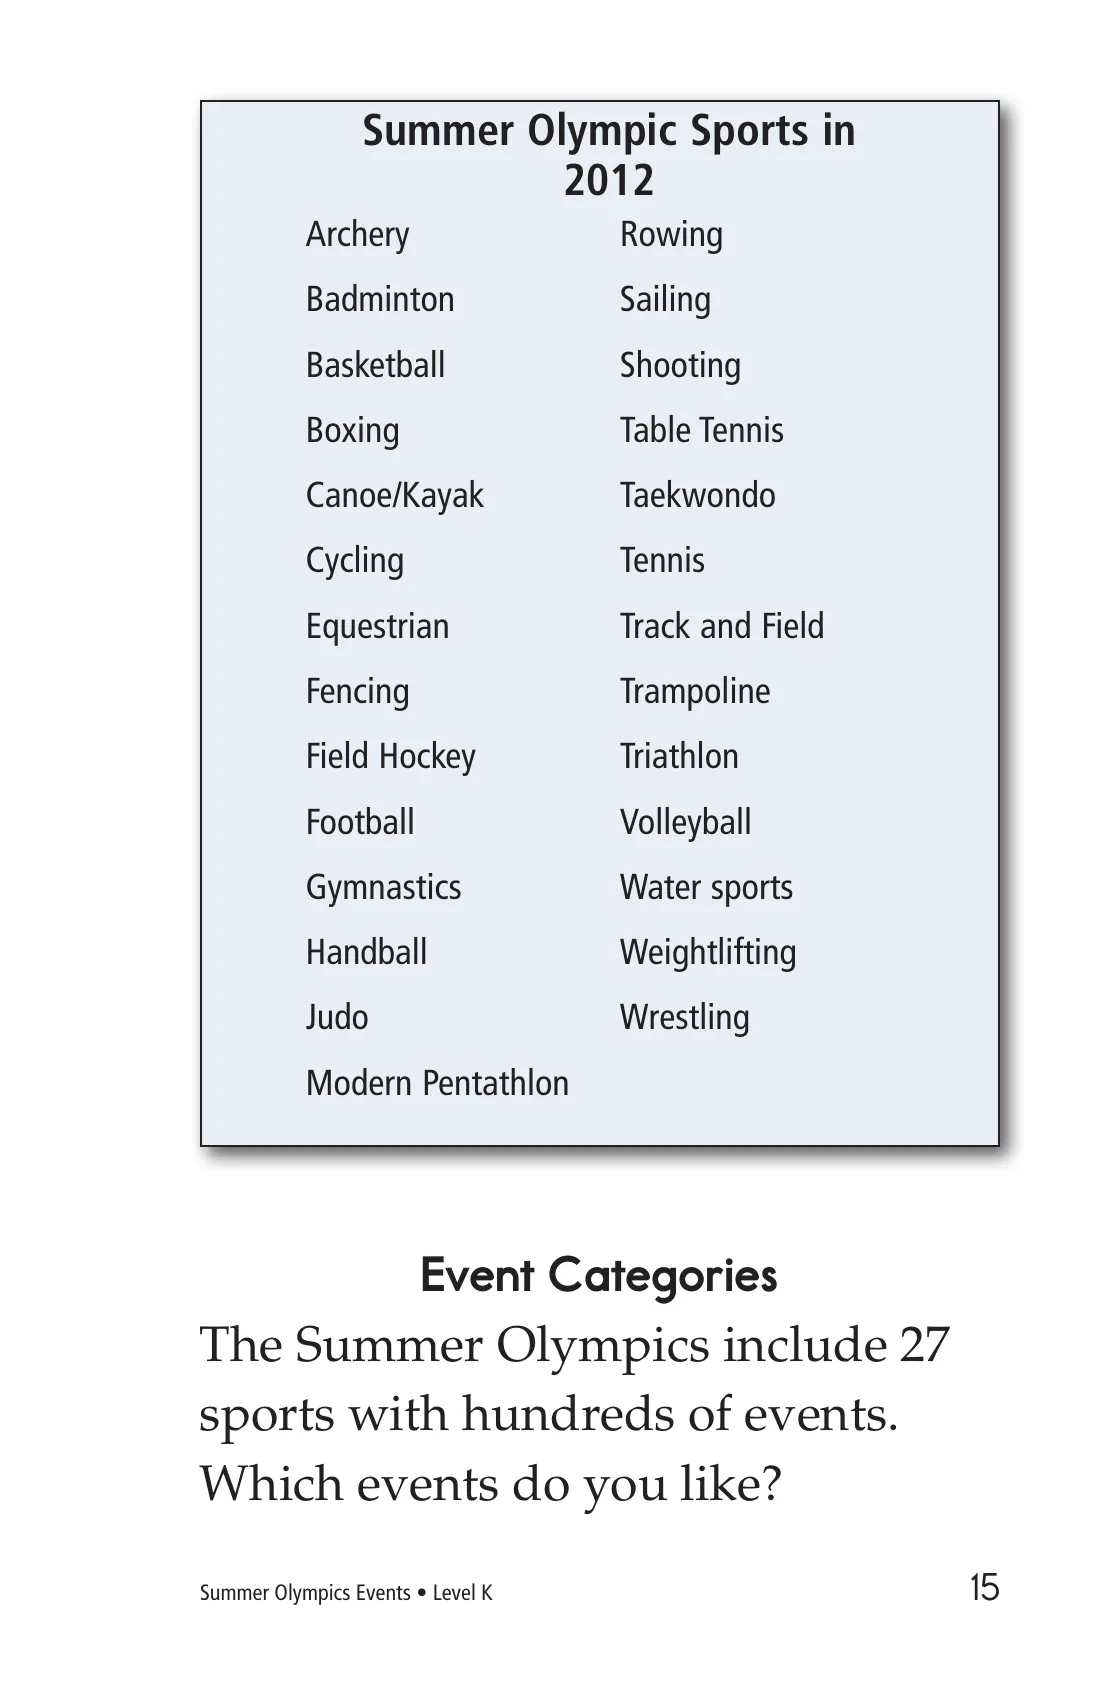 Summer Olympic Sports in
2012
Archery
Badminton
Basketball
Boxing
Canoe/Kayak
Cycling
Equestrian
Fencing
Field Hockey
Football
Gymnastics
Handball
Judo
Modern Pentathlon
Rowing
Sailing
Shooting
Table Tennis
Taekwondo
Tennis
Track and Field
Trampoline
Triathlon
Volleyball
Water sports
Weightlifting
Wrestling
Event Categories
The Summer Olympics include 27
sports with hundreds of events.
Which events do you like?
Summer Olympics Events • Level K
15